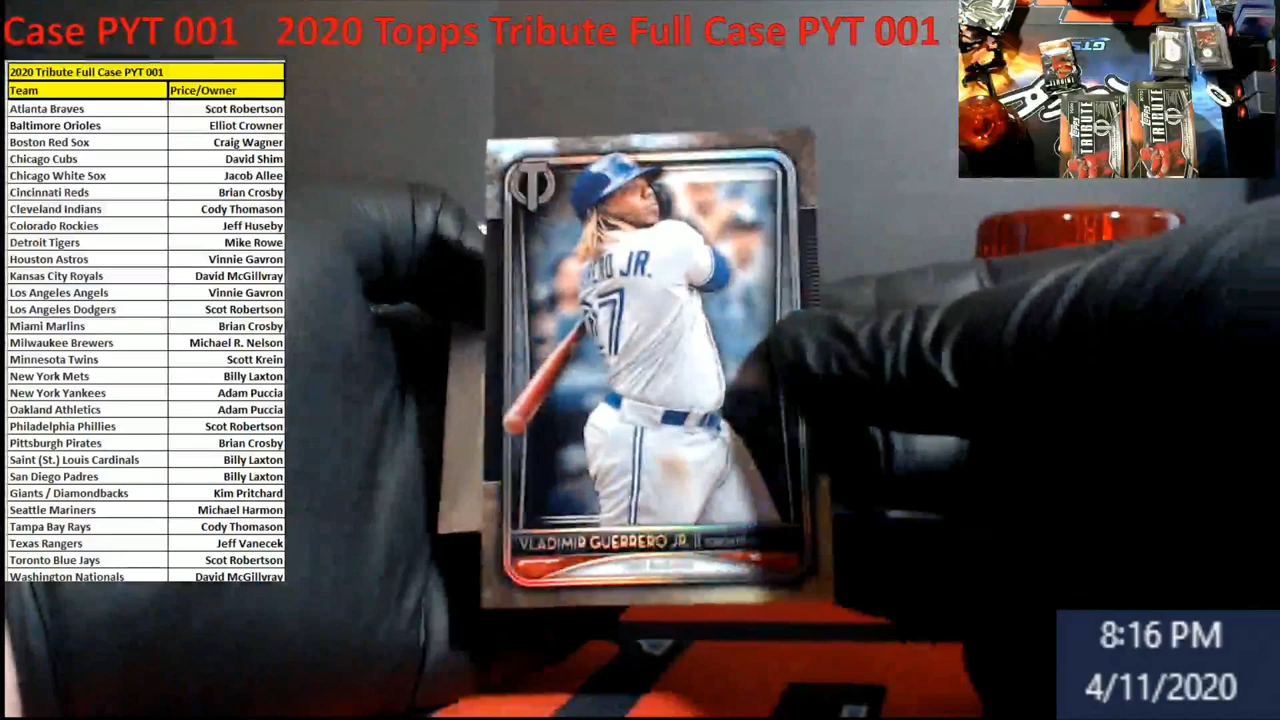 Case PYT 001 2020 Topps Tribute Full Case PYT 001
2020 Tribute Full Case PYT 001
Team Price/Owner
Atlanta Braves Scot Robertson
Baltimore Orioles Elliot Crowner
Boston Red Sox Craig Wagner
Chicago Cubs David Shim
Chicago White Sox Jacob Allee
Cincinnati Reds Brian Crosby
Cleveland Indians Cody Thomason
Colorado Rockies Jeff Huseby
Detroit Tigers Mike Rowe
Houston Astros Vinnie Gavron
Kansas City Royals David McGillvray
Los Angeles Angels Vinnie Gavron
Los Angeles Dodgers Scot Robertson
Miami Marlins Brian Crosby
Milwaukee Brewers Michael R. Nelson
Minnesota Twins Scott Krein
New York Mets Billy Laxton
New York Yankees Adam Puccia
Oakland Athletics Adam Puccia
Philadelphia Phillies Scot Robertson
Pittsburgh Pirates Brian Crosby
Saint (St.) Louis Cardinals Billy Laxton
San Diego Padres Billy Laxton
Giants / Diamondbacks Kim Pritchard
Seattle Mariners Michael Harmon
Tampa Bay Rays Cody Thomason
Texas Rangers Jeff Vanecek
Toronto Blue Jays Scot Robertson
Washington Nationals David McGillvray
JR.
VLADIMIR GUERRERO JR.
GTS
Topps TRIBUTE
TRIBUTE
8:16 PM
4/11/2020